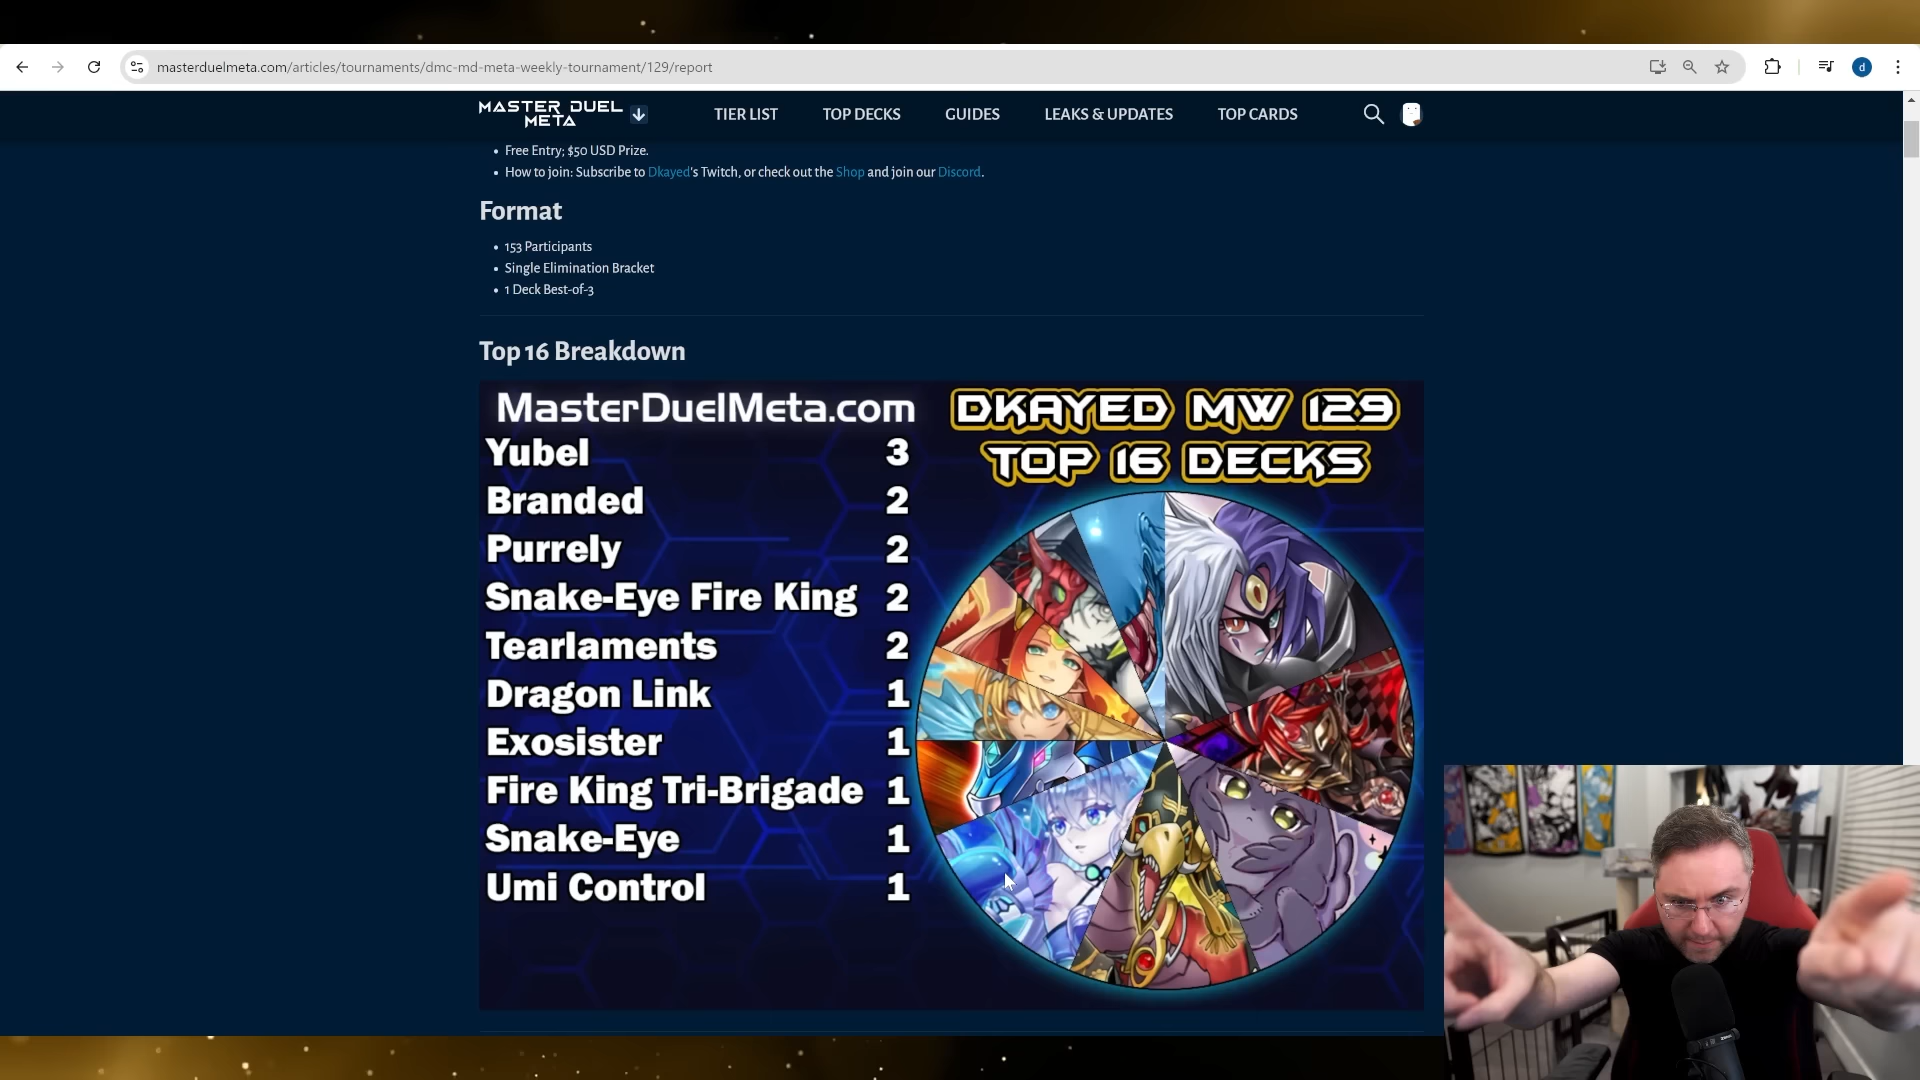 masterduelmeta.com/articles/tournaments/dmc-md-meta-weekly-tournament/129/report
d
MASTER DUEL
META
TIER LIST
TOP DECKS
GUIDES
LEAKS & UPDATES
TOP CARDS
Free Entry; $50 USD Prize.
How to join: Subscribe to Dkayed's Twitch, or check out the Shop and join our Discord.
Format
153 Participants
Single Elimination Bracket
1 Deck Best-of-3
Top 16 Breakdown
MasterDuelMeta.com
DKAYED MW 129
TOP 16 DECKS
Yubel 3
Branded 2
Purrely 2
Snake-Eye Fire King 2
Tearlaments 2
Dragon Link 1
Exosister 1
Fire King Tri-Brigade 1
Snake-Eye 1
Umi Control 1